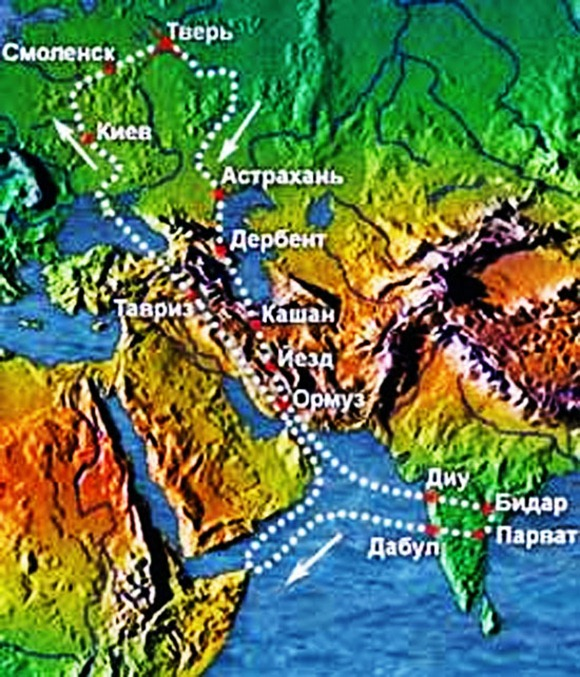 Тверь
Смоленск
Киев
Астрахань
Дербент
Тавриз
Кашан
Йезд
Ормуз
Диу
Бидар
Дабул
Парват